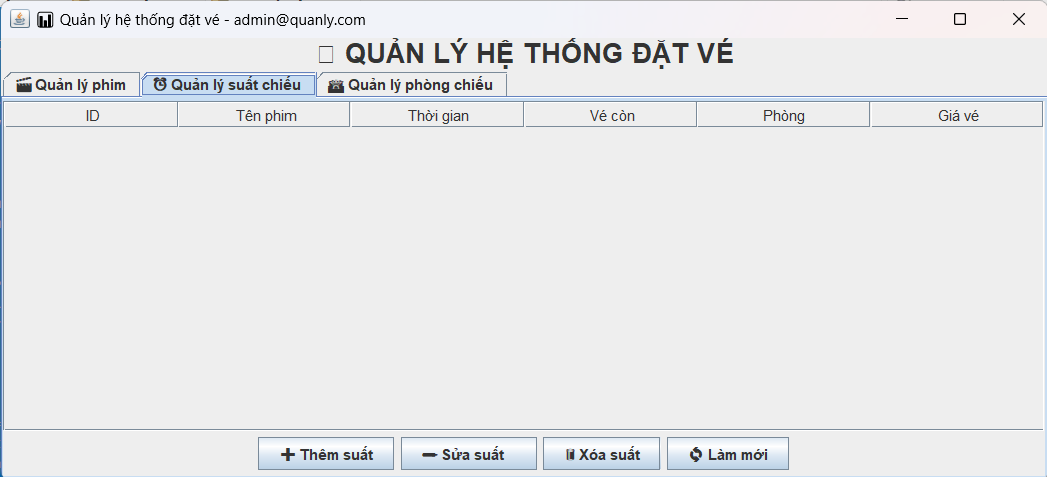 Quản lý hệ thống đặt vé - admin@quanly.com
QUẢN LÝ HỆ THỐNG ĐẶT VÉ
Quản lý phim Quản lý suất chiếu Quản lý phòng chiếu
ID Tên phim Thời gian Vé còn Phòng Giá vé
Thêm suất Sửa suất Xóa suất Làm mới